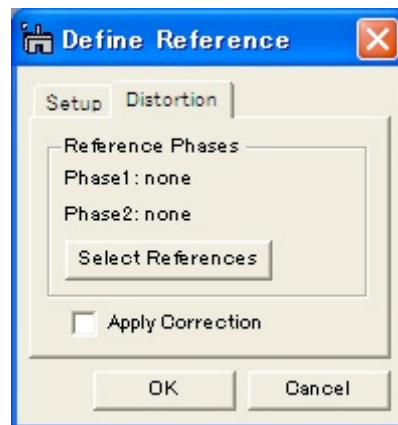 Define Reference
Setup Distortion
Reference Phases
Phase1: none
Phase2: none
Select References
Apply Correction
OK Cancel